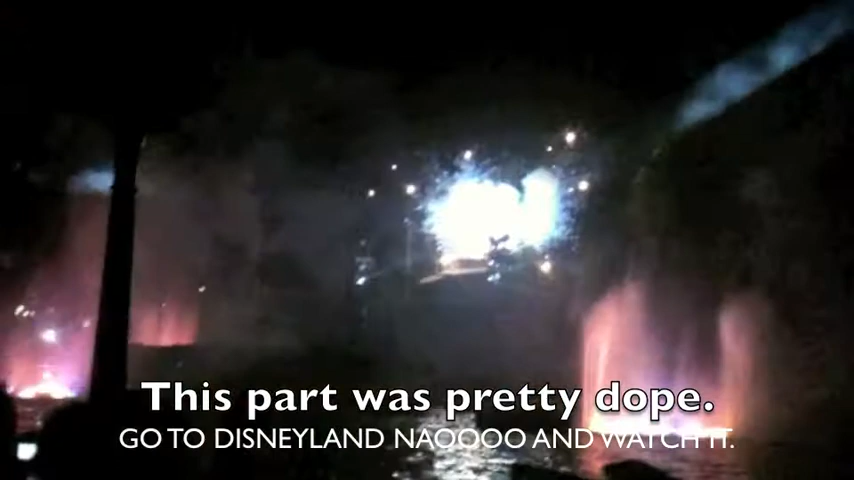 This part was pretty dope.
GO TO DISNEYLAND NAOOOO AND WATCH IT.